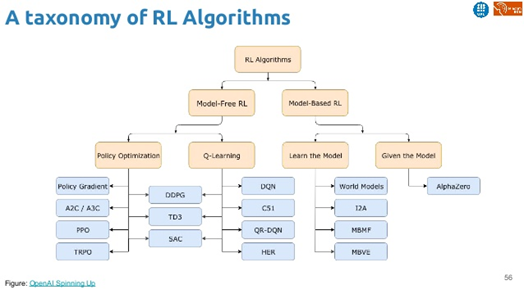 A taxonomy of RL Algorithms
RL Algorithms
Model-Free RL
Model-Based RL
Policy Optimization
Q-Learning
Learn the Model
Given the Model
Policy Gradient
DDPG
DQN
World Models
AlphaZero
A2C / A3C
TD3
C51
I2A
PPO
SAC
QR-DQN
MBMF
TRPO
HER
MBVE
Figure: OpenAI Spinning Up
56